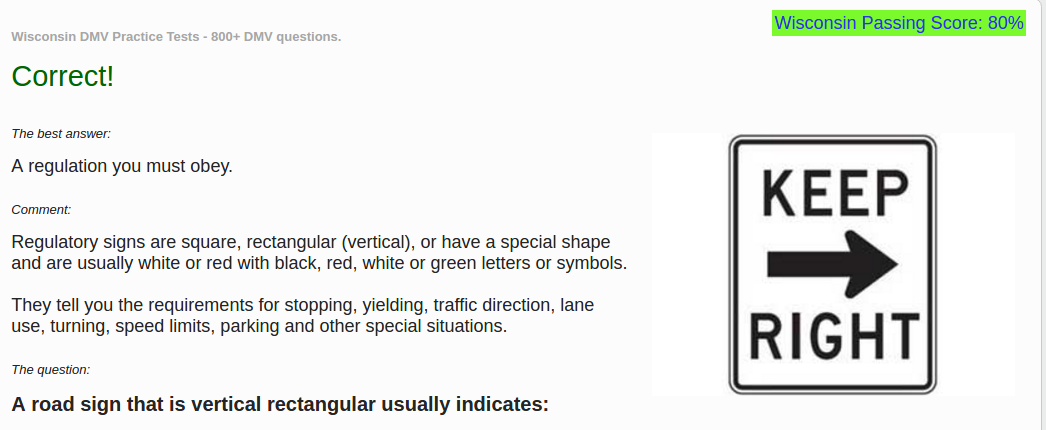 Wisconsin Passing Score: 80%
Wisconsin DMV Practice Tests - 800+ DMV questions.
Correct!
The best answer:
A regulation you must obey.
Comment:
Regulatory signs are square, rectangular (vertical), or have a special shape
and are usually white or red with black, red, white or green letters or symbols.
They tell you the requirements for stopping, yielding, traffic direction, lane
use, turning, speed limits, parking and other special situations.
The question:
A road sign that is vertical rectangular usually indicates:
KEEP
RIGHT